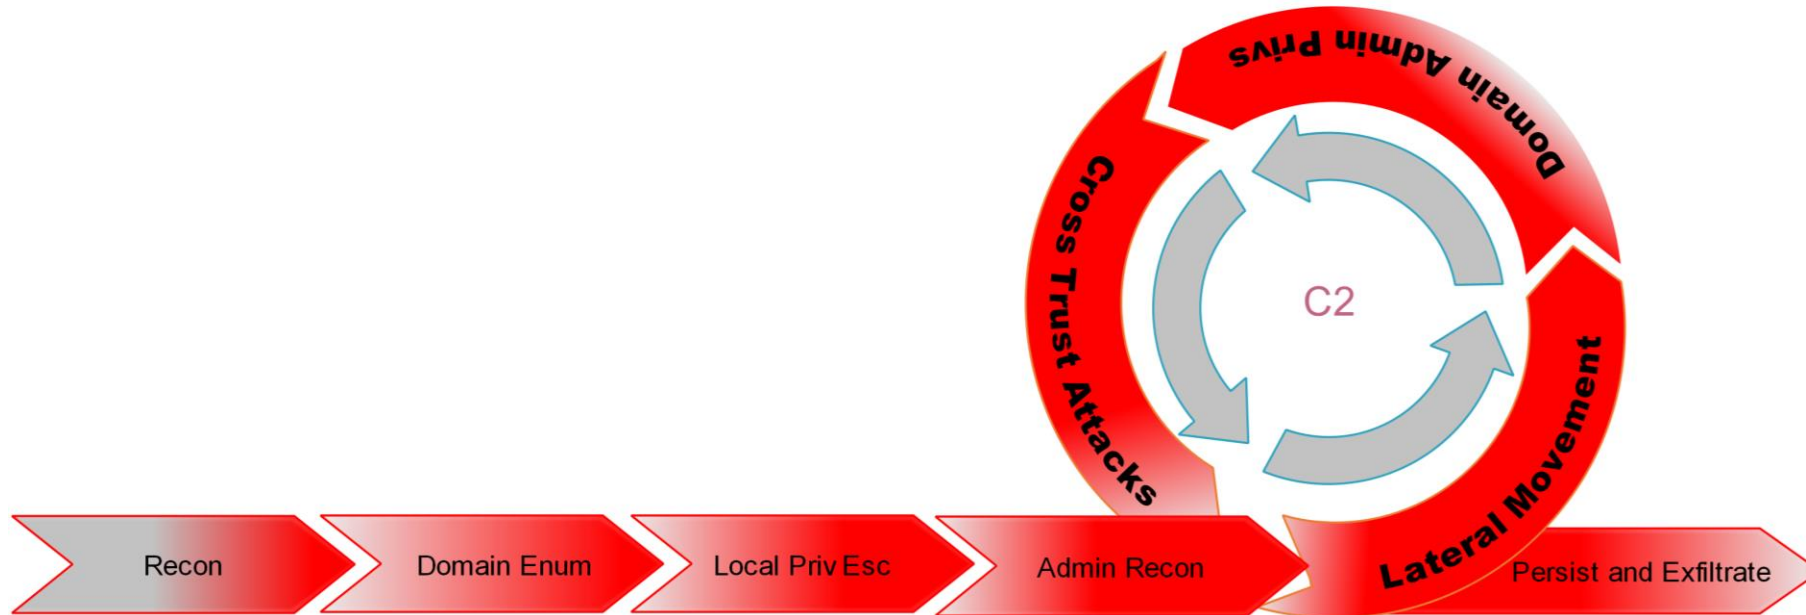 Domain Admin Privs
Cross Trust Attacks
C2
Lateral Movement
Recon
Domain Enum
Local Priv Esc
Admin Recon
Persist and Exfiltrate